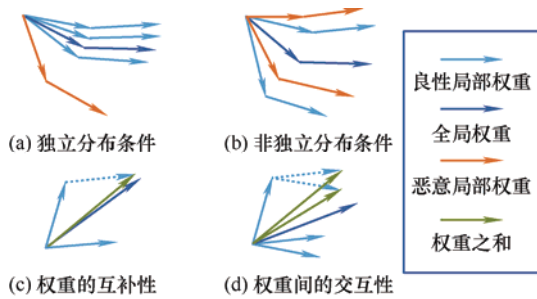 (a) 独立分布条件
(b) 非独立分布条件
(c) 权重的互补性
(d) 权重间的交互性
良性局部权重
全局权重
恶意局部权重
权重之和